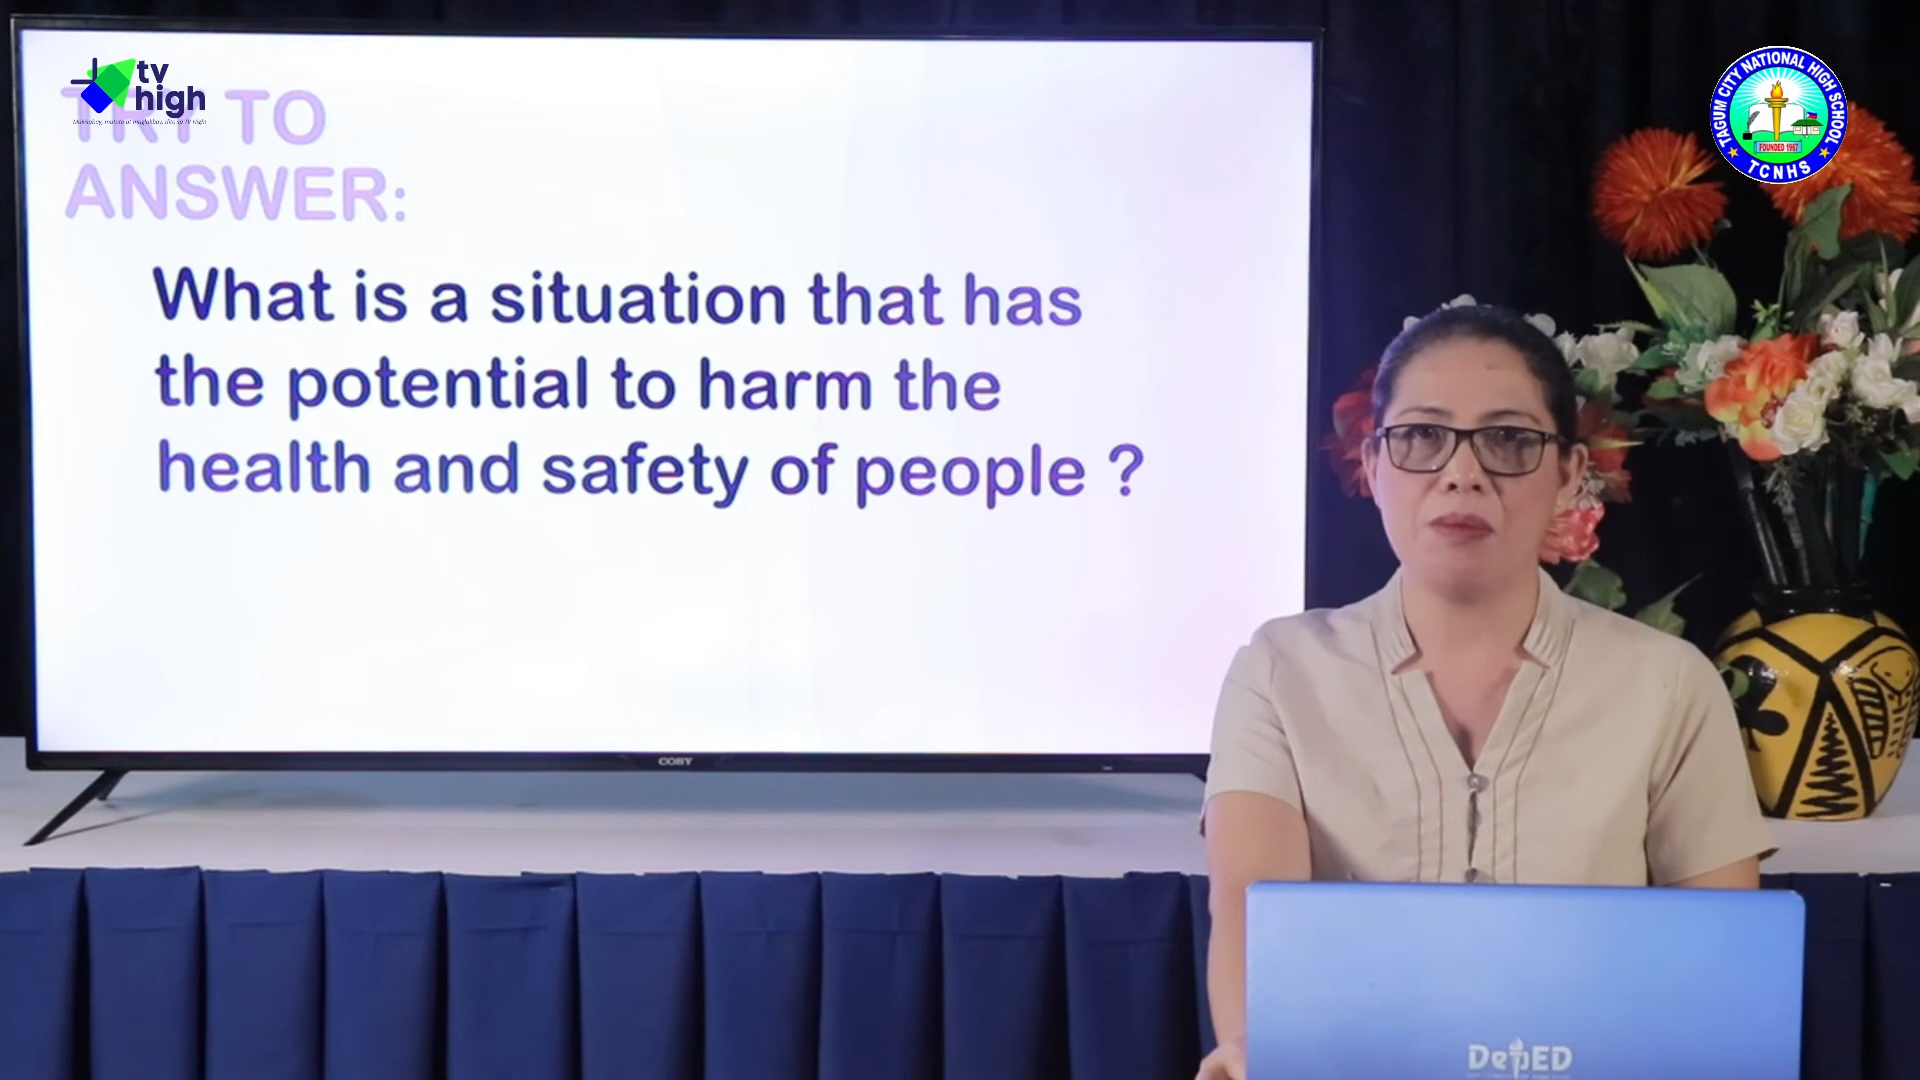 tv
high
TRY TO
ANSWER:
What is a situation that has
the potential to harm the
health and safety of people ?
COBY
TAGUM CITY NATIONAL HIGH SCHOOL
FOUNDED 1967
TCNHS
DepED